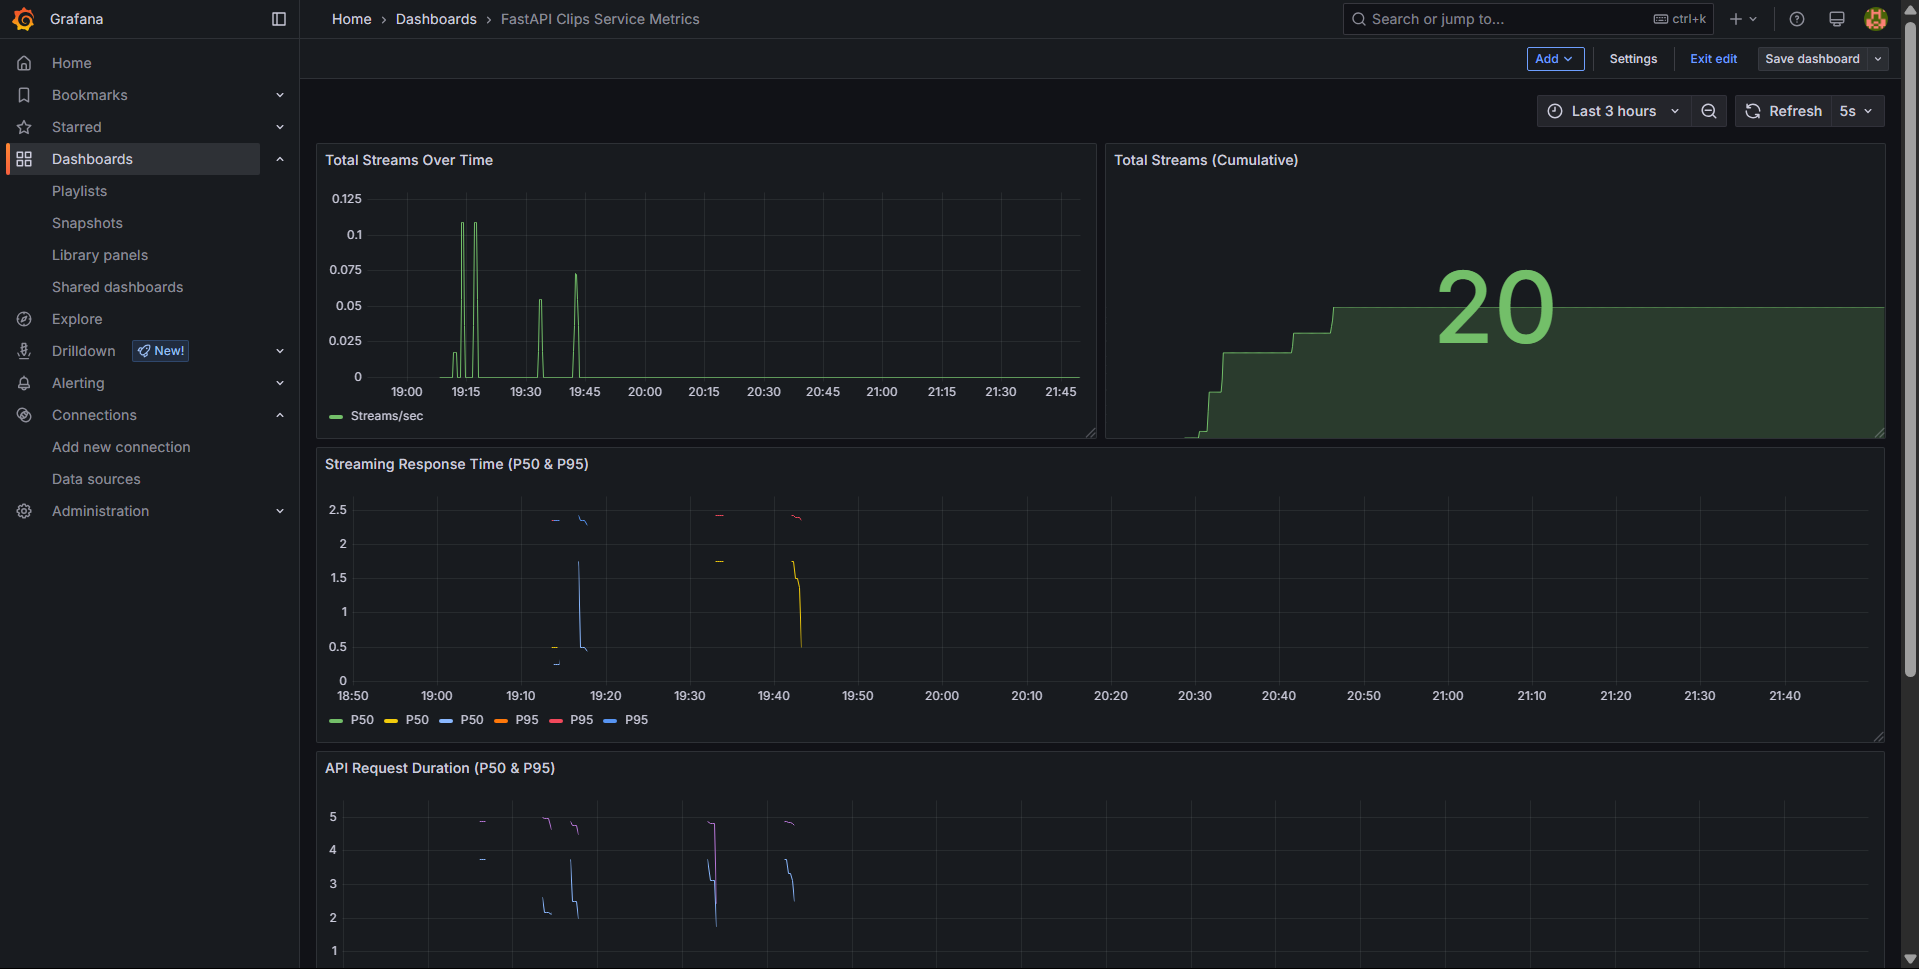 Grafana
Home › Dashboards › FastAPI Clips Service Metrics
Search or jump to...
ctrl+k
Add
Settings
Exit edit
Save dashboard
Home
Bookmarks
Starred
Dashboards
Playlists
Snapshots
Library panels
Shared dashboards
Explore
Drilldown
New!
Alerting
Connections
Add new connection
Data sources
Administration
Last 3 hours
Refresh
5s
Total Streams Over Time
0.125
0.1
0.075
0.05
0.025
0
19:00 19:15 19:30 19:45 20:00 20:15 20:30 20:45 21:00 21:15 21:30 21:45
Streams/sec
Total Streams (Cumulative)
20
Streaming Response Time (P50 & P95)
2.5
2
1.5
1
0.5
0
18:50 19:00 19:10 19:20 19:30 19:40 19:50 20:00 20:10 20:20 20:30 20:40 20:50 21:00 21:10 21:20 21:30 21:40
P50 P50 P50 P95 P95 P95
API Request Duration (P50 & P95)
5
4
3
2
1